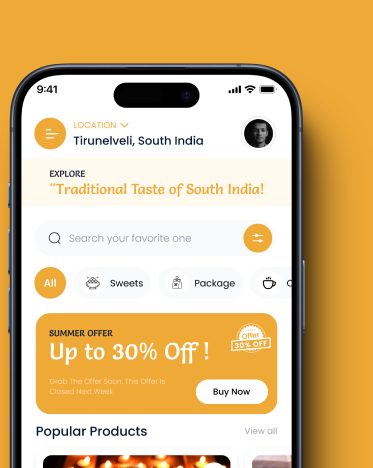 9:41
LOCATION
Tirunelveli, South India
EXPLORE
"Traditional Taste of South India!
Search your favorite one
All
Sweets
Package
SUMMER OFFER
Up to 30% Off !
Offer
30% OFF
Grab The Offer Soon, This Offer Is
Closed Next Week
Buy Now
Popular Products
View all